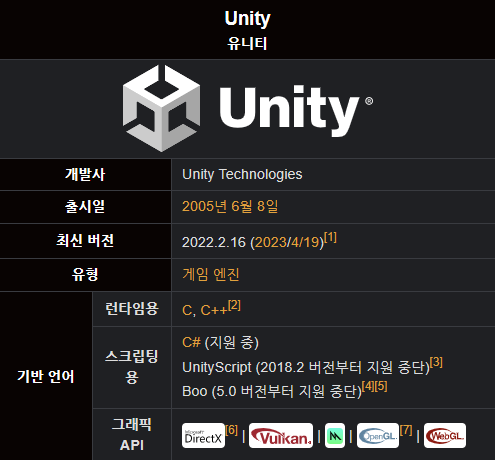 Unity
유니티
Unity®
개발사 Unity Technologies
출시일 2005년 6월 8일
최신 버전 2022.2.16 (2023/4/19)[1]
유형 게임 엔진
기반 언어
런타임용 C, C++[2]
스크립팅
용
C# (지원 중)
UnityScript (2018.2 버전부터 지원 중단)[3]
Boo (5.0 버전부터 지원 중단)[4][5]
그래픽
API
Microsoft
DirectX[6] | Vulkan. | | OpenGL.[7] | WebGL.